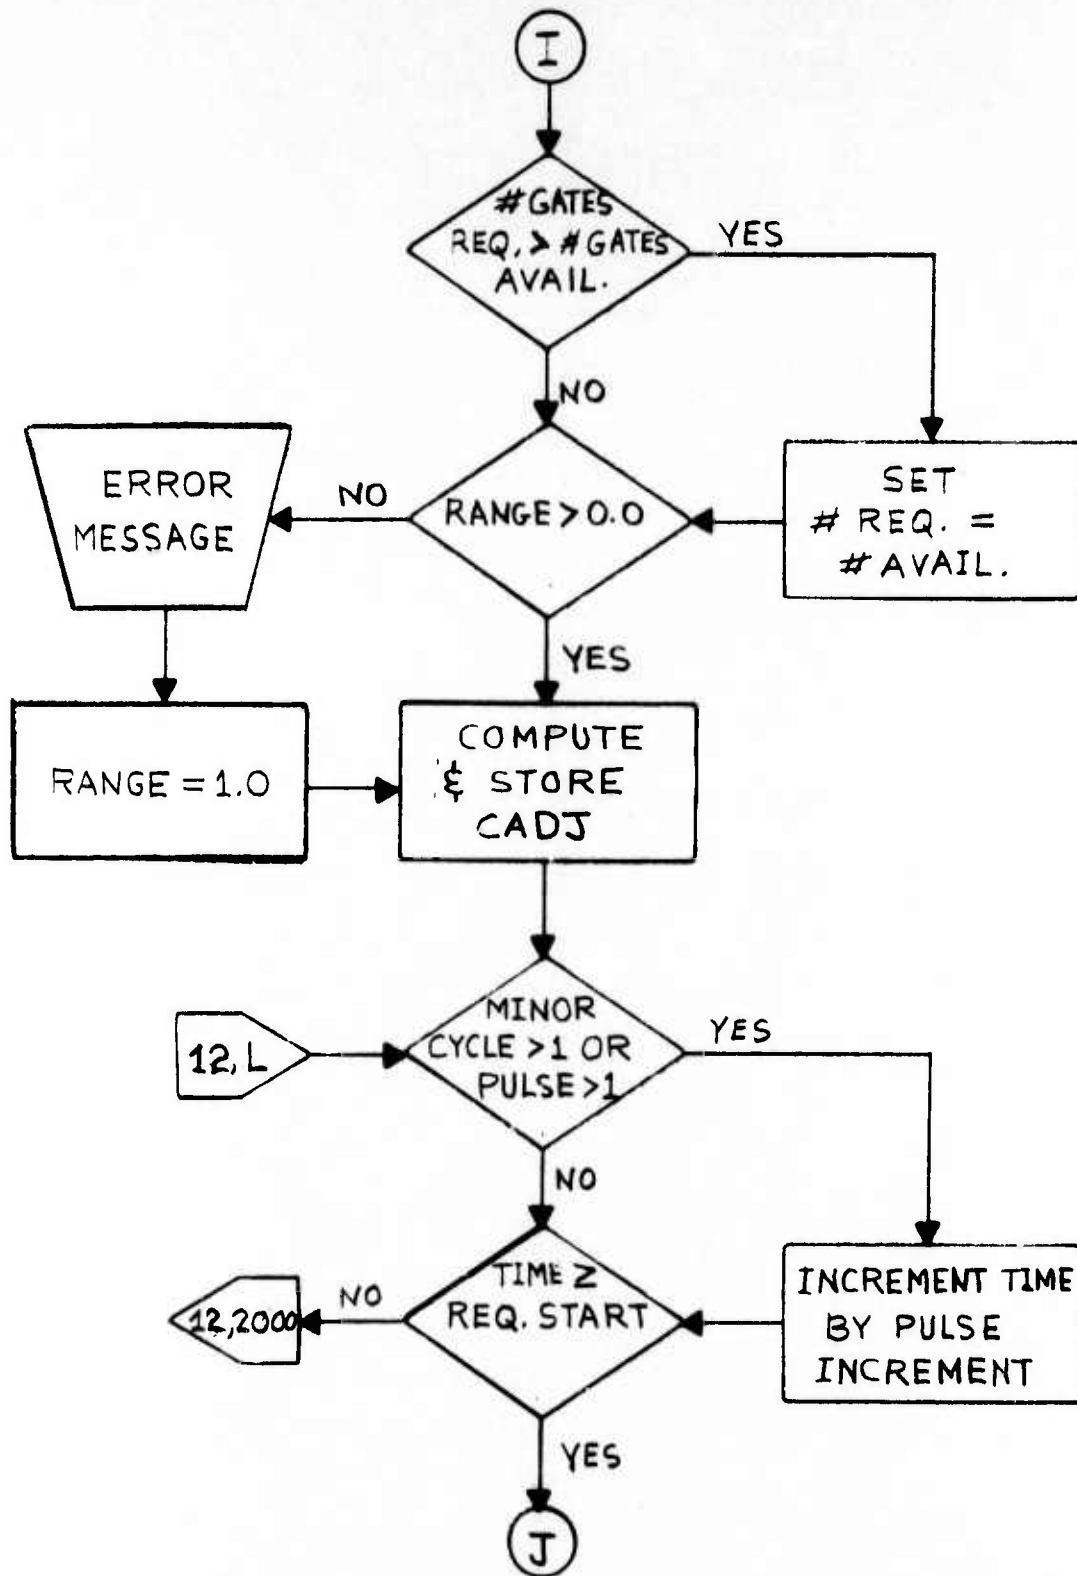 I
#GATES
REQ. > #GATES
AVAIL.
YES
NO
SET
# REQ. =
# AVAIL.
RANGE > 0.0
NO
ERROR
MESSAGE
YES
RANGE = 1.0
COMPUTE
& STORE
CADJ
MINOR
CYCLE >1 OR
PULSE >1
YES
12, L
NO
INCREMENT TIME
BY PULSE
INCREMENT
TIME ≥
REQ. START
NO
12,2000
YES
J